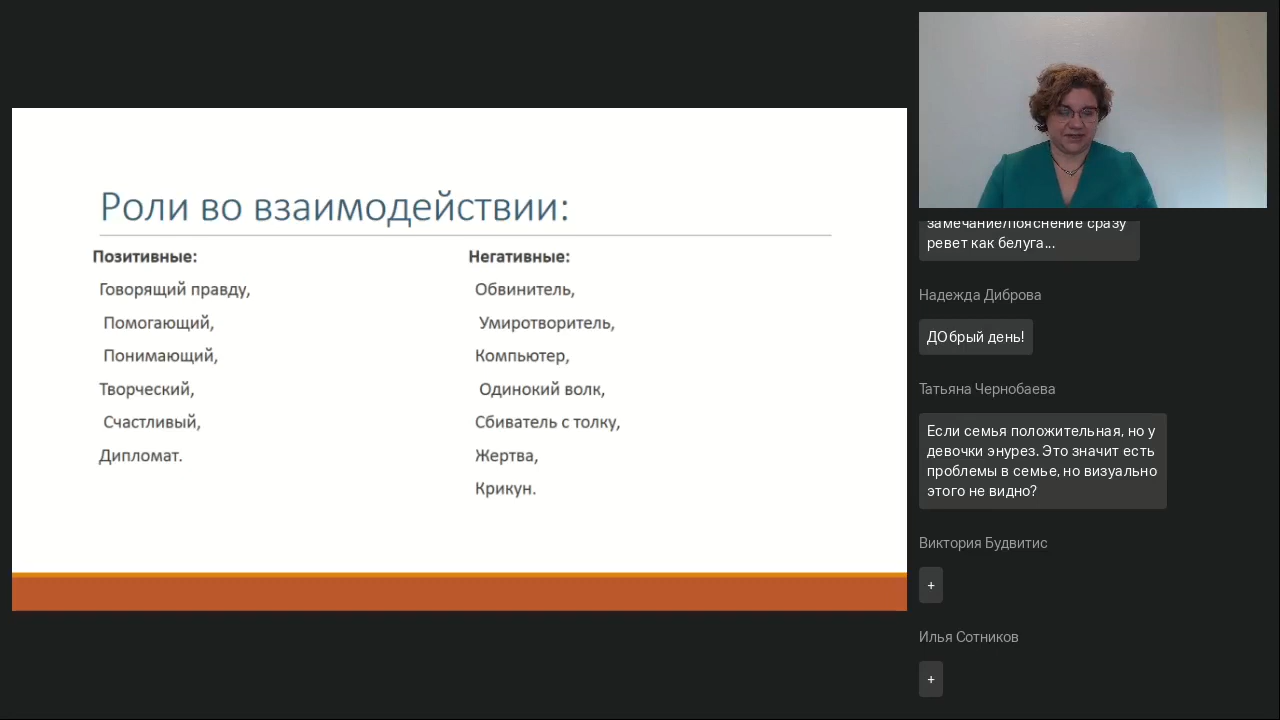 Роли во взаимодействии:
Позитивные:
Говорящий правду,
Помогающий,
Понимающий,
Творческий,
Счастливый,
Дипломат.
Негативные:
Обвинитель,
Умиротворитель,
Компьютер,
Одинокий волк,
Сбиватель с толку,
Жертва,
Крикун.
замечание/пояснение сразу
ревет как белуга...
Надежда Диброва
ДОбрый день!
Татьяна Чернобаева
Если семья положительная, но у
девочки энурез. Это значит есть
проблемы в семье, но визуально
этого не видно?
Виктория Будвитис
+
Илья Сотников
+